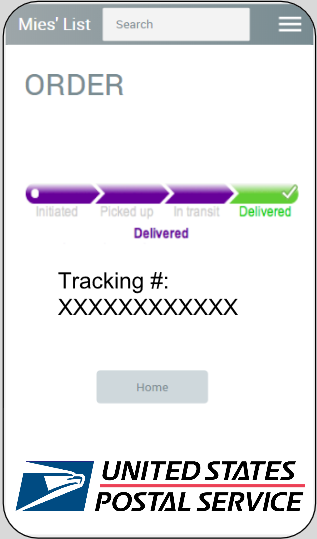 Mies' List Search
ORDER
Initiated Picked up In transit Delivered
Delivered
Tracking #:
XXXXXXXXXXXX
Home
UNITED STATES
POSTAL SERVICE